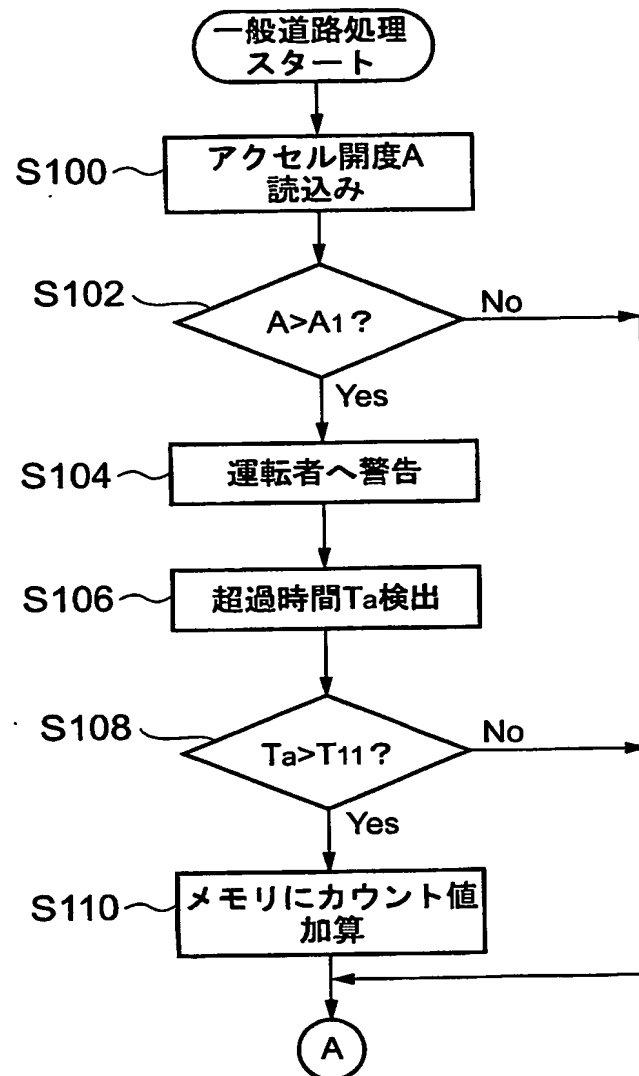 一般道路処理
スタート
S100
アクセル開度A
読込み
S102
A>A1?
No
Yes
S104
運転者へ警告
S106
超過時間Ta検出
S108
Ta>T11?
No
Yes
S110
メモリにカウント値
加算
A